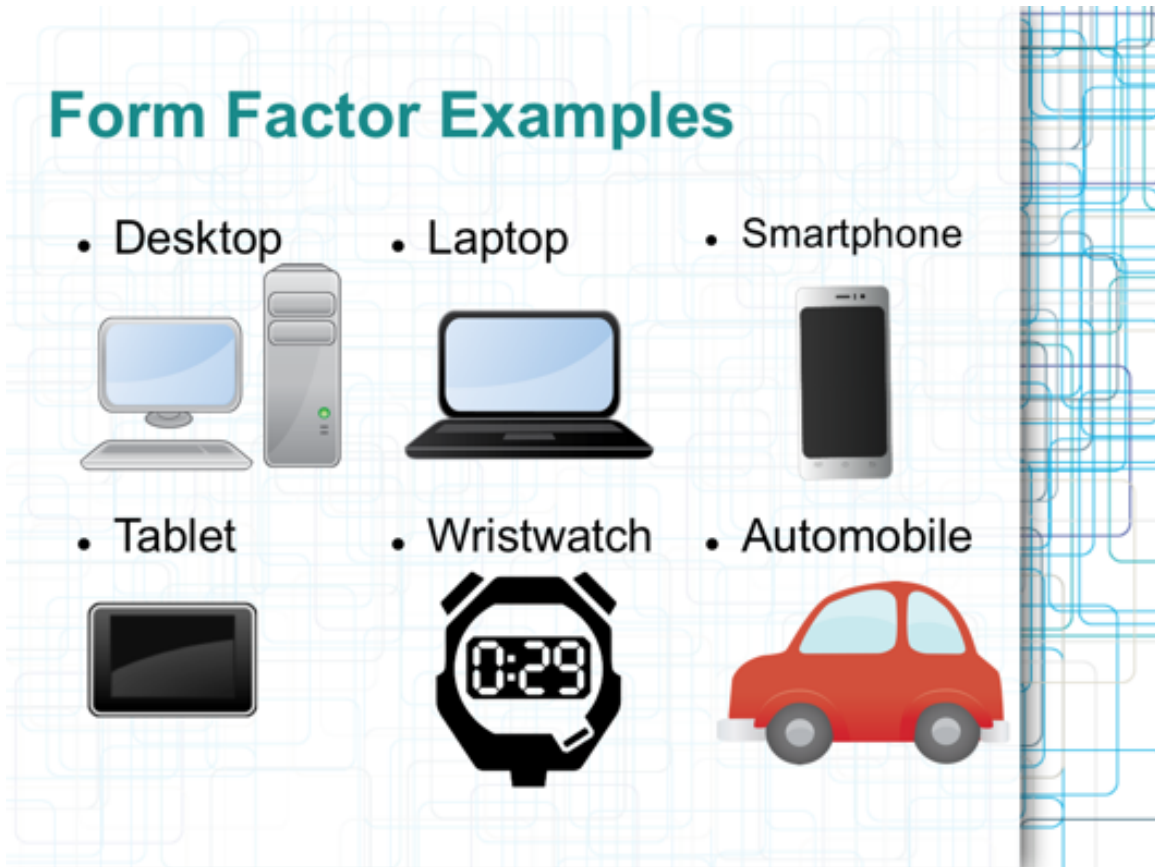 Form Factor Examples
• Desktop
• Laptop
• Smartphone
• Tablet
• Wristwatch
• Automobile
0:29